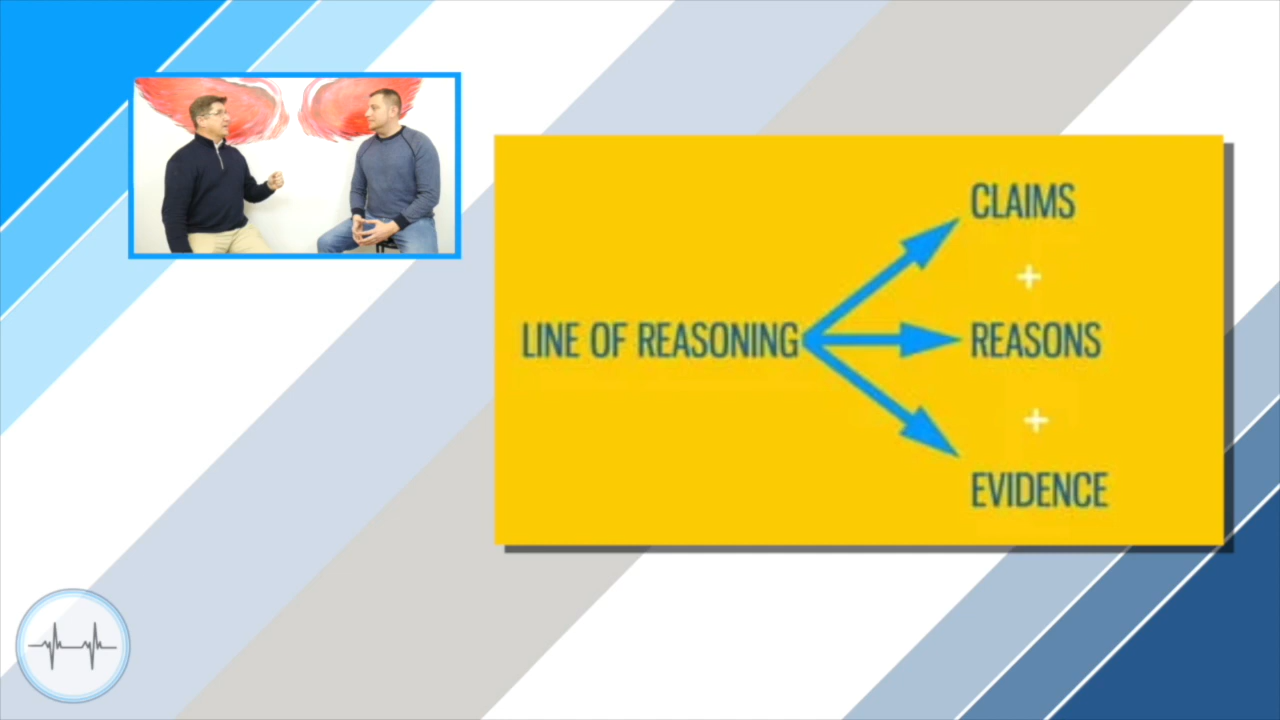 CLAIMS
+
LINE OF REASONING REASONS
+
EVIDENCE